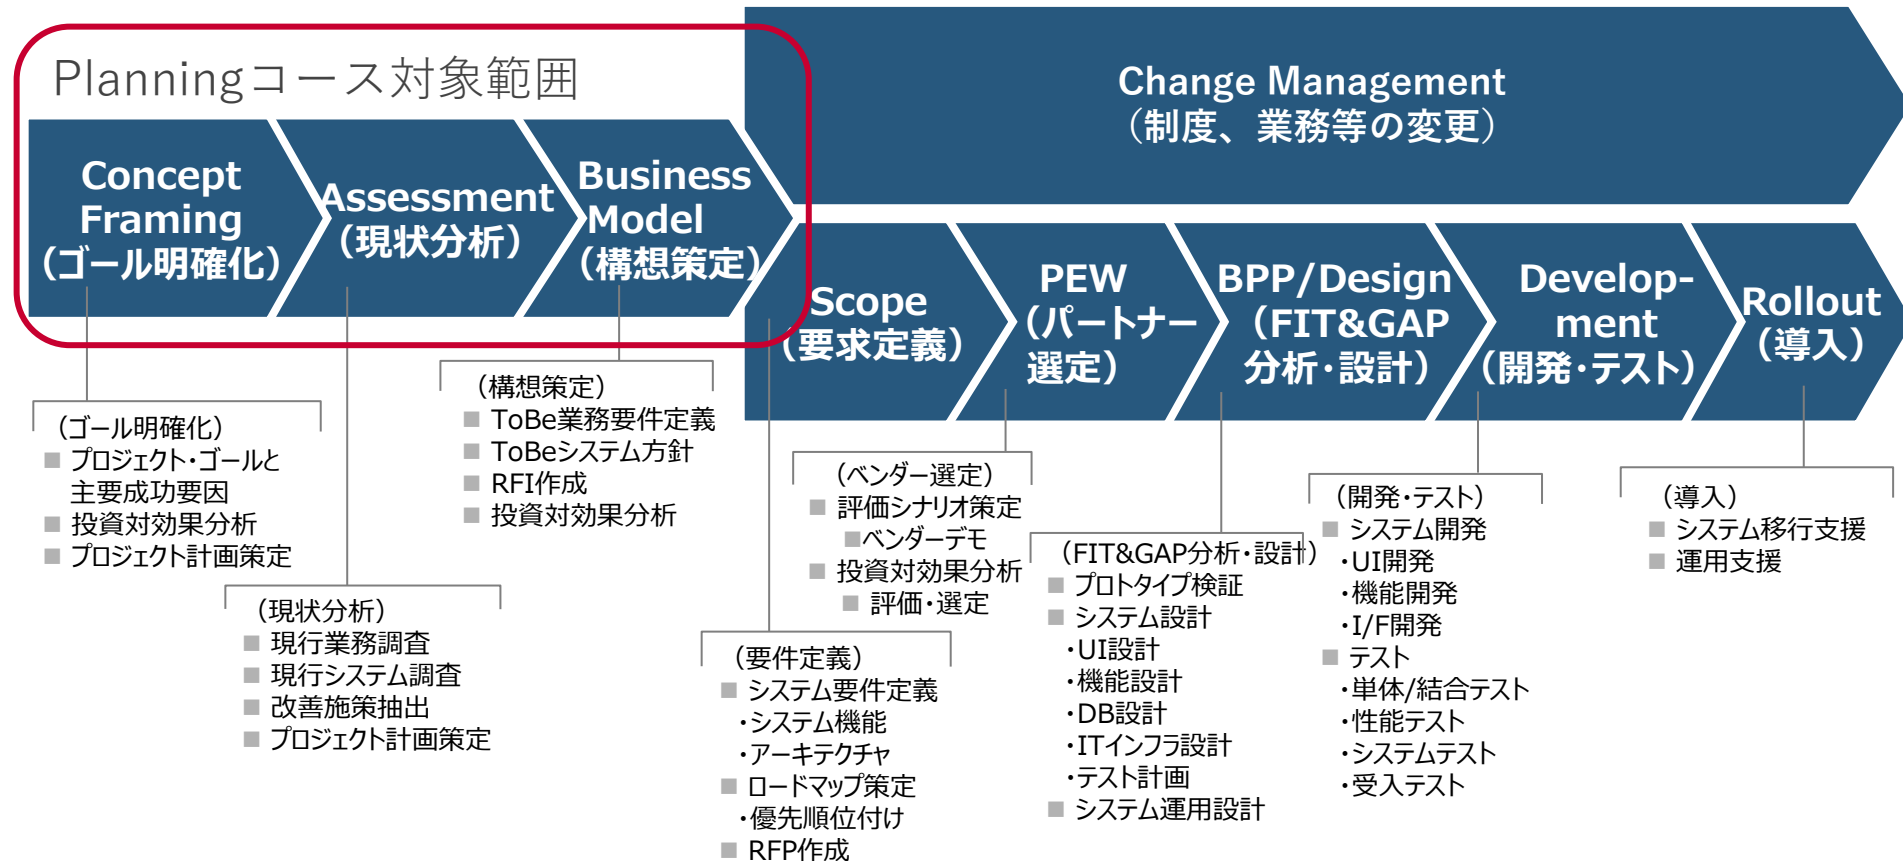 Planningコース対象範囲
Change Management
（制度、業務等の変更）
Concept
Framing
（ゴール明確化）
Assessment
（現状分析）
Business
Model
（構想策定）
Scope
（要求定義）
PEW
（パートナー
選定）
BPP/Design
（FIT&GAP
分析・設計）
Develop-
ment
（開発・テスト）
Rollout
（導入）
（ゴール明確化）
■ プロジェクト・ゴールと
主要成功要因
■ 投資対効果分析
■ プロジェクト計画策定
（現状分析）
■ 現行業務調査
■ 現行システム調査
■ 改善施策抽出
■ プロジェクト計画策定
（構想策定）
■ ToBe業務要件定義
■ ToBeシステム方針
■ RFI作成
■ 投資対効果分析
（要件定義）
■ システム要件定義
・システム機能
・アーキテクチャ
■ ロードマップ策定
・優先順位付け
■ RFP作成
（ベンダー選定）
■ 評価シナリオ策定
■ベンダーデモ
■ 投資対効果分析
■ 評価・選定
（FIT&GAP分析・設計）
■ プロトタイプ検証
■ システム設計
・UI設計
・機能設計
・DB設計
・ITインフラ設計
・テスト計画
■ システム運用設計
（開発・テスト）
■ システム開発
・UI開発
・機能開発
・I/F開発
■ テスト
・単体/結合テスト
・性能テスト
・システムテスト
・受入テスト
（導入）
■ システム移行支援
■ 運用支援